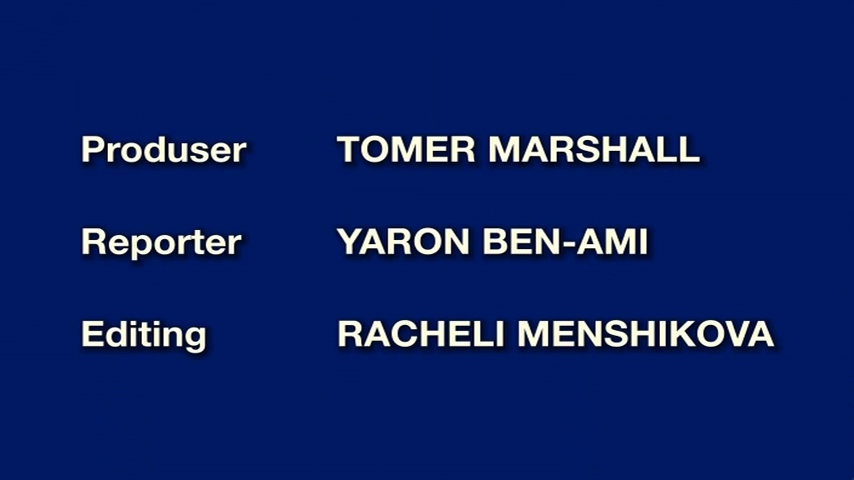 Produser TOMER MARSHALL
Reporter YARON BEN-AMI
Editing RACHELI MENSHIKOVA